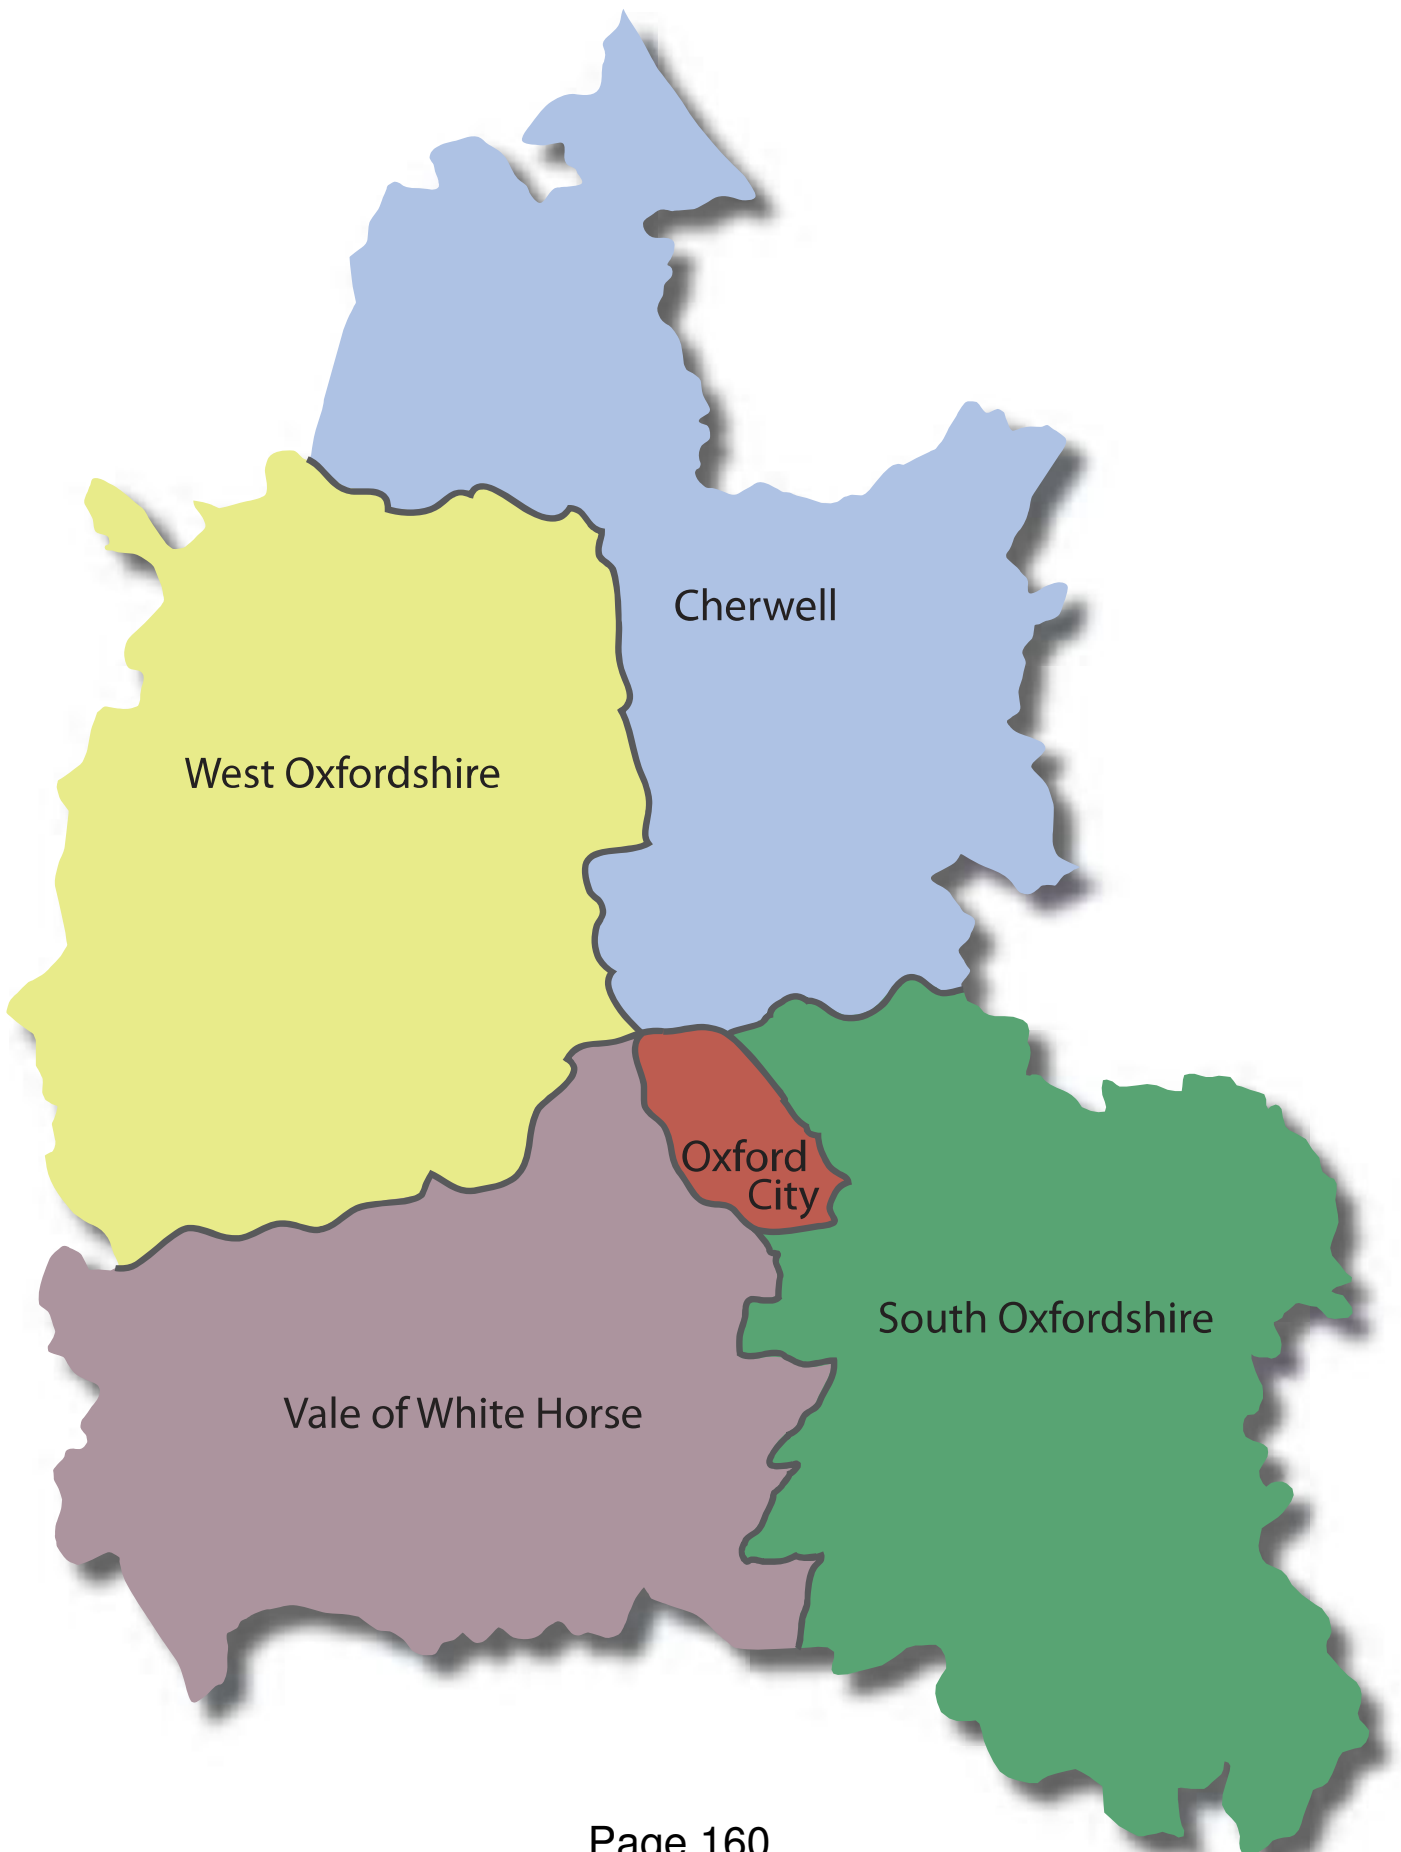 Cherwell
West Oxfordshire
Oxford
City
South Oxfordshire
Vale of White Horse
Page 160